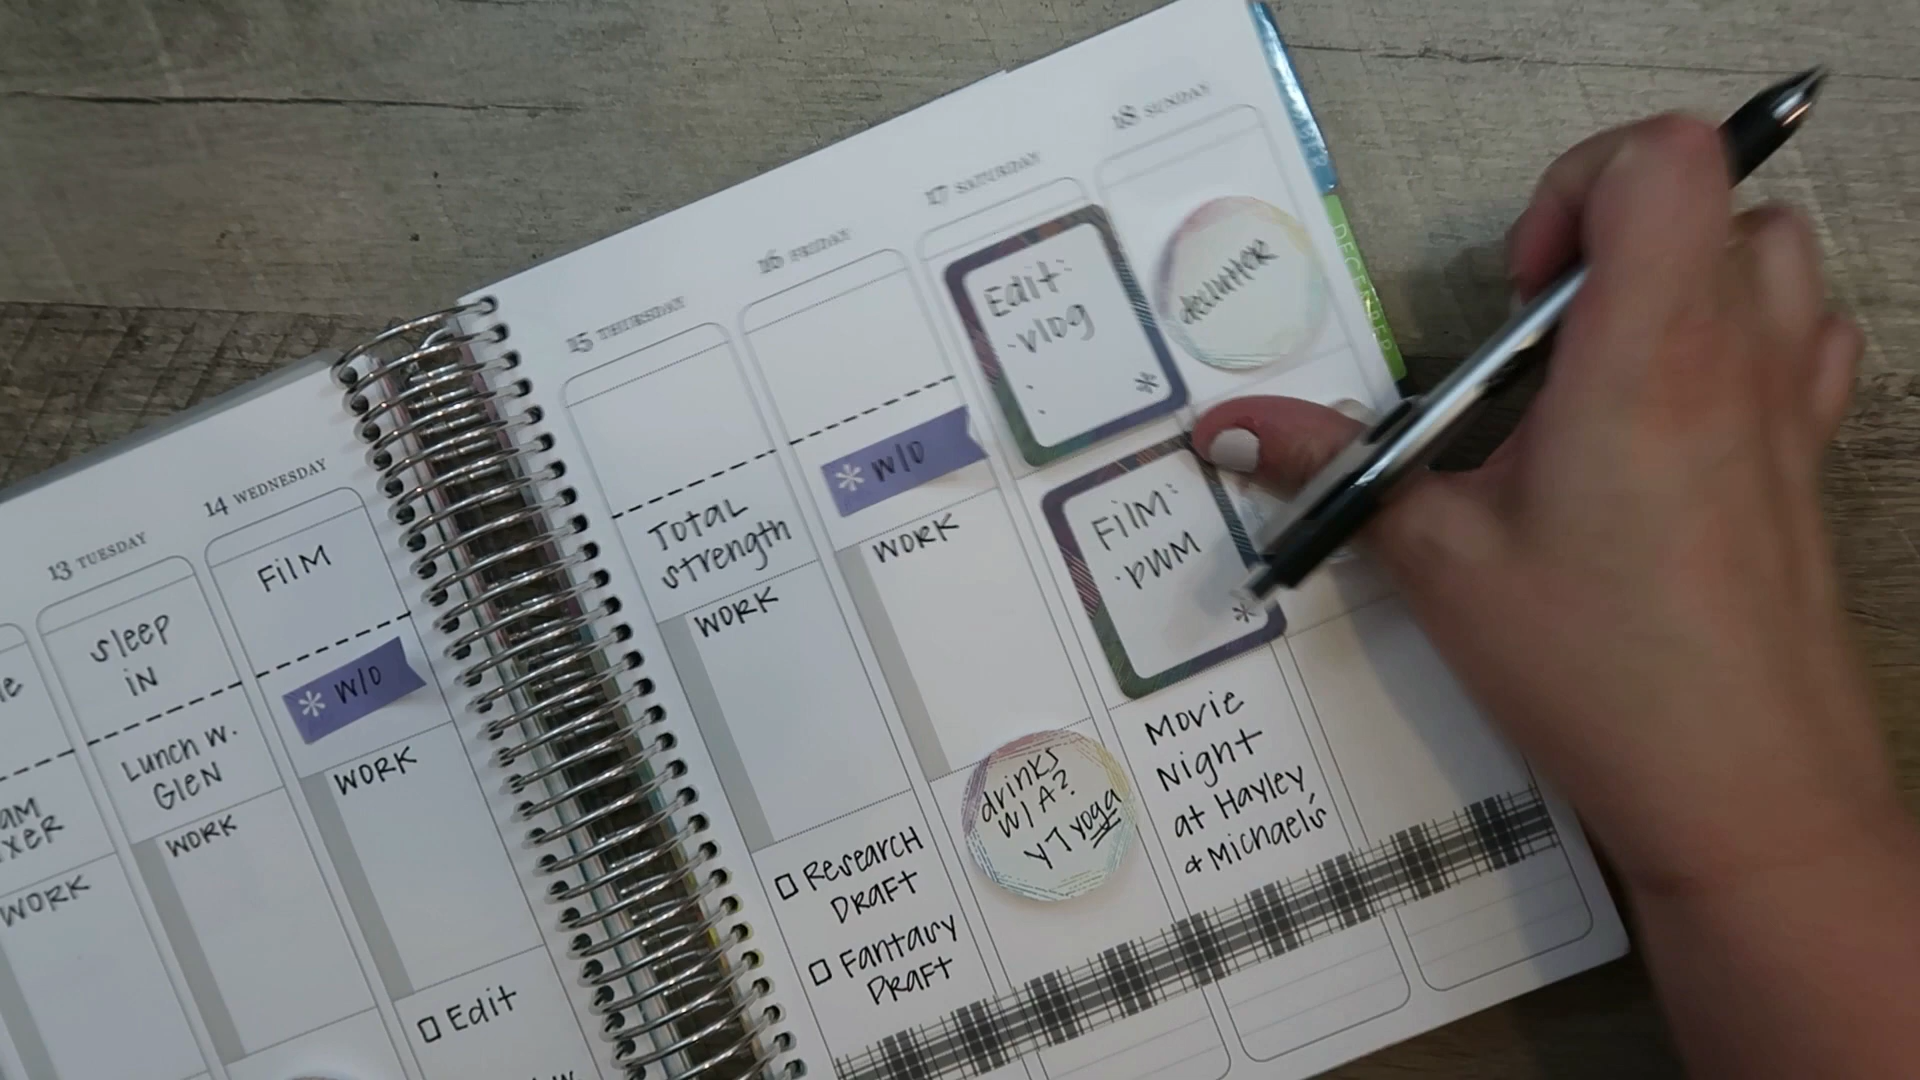 13 TUESDAY
sleep
IN
Lunch w.
GLEN
WORK
14 WEDNESDAY
FILM
* W/O
WORK
□ Edit
15 THURSDAY
TOTAL
strength
WORK
□ RESEARCH
DRAFT
□ Fantasy
DRAFT
16 FRIDAY
* W/O
WORK
drinks
W/ A?
YT yoga
17 SATURDAY
Edit:
·vlog
·
·
*
FILM:
·PWM
*
MOVIE
Night
at Hayley
& Michael's
18 SUNDAY
declutter
WORK
DECEMBER